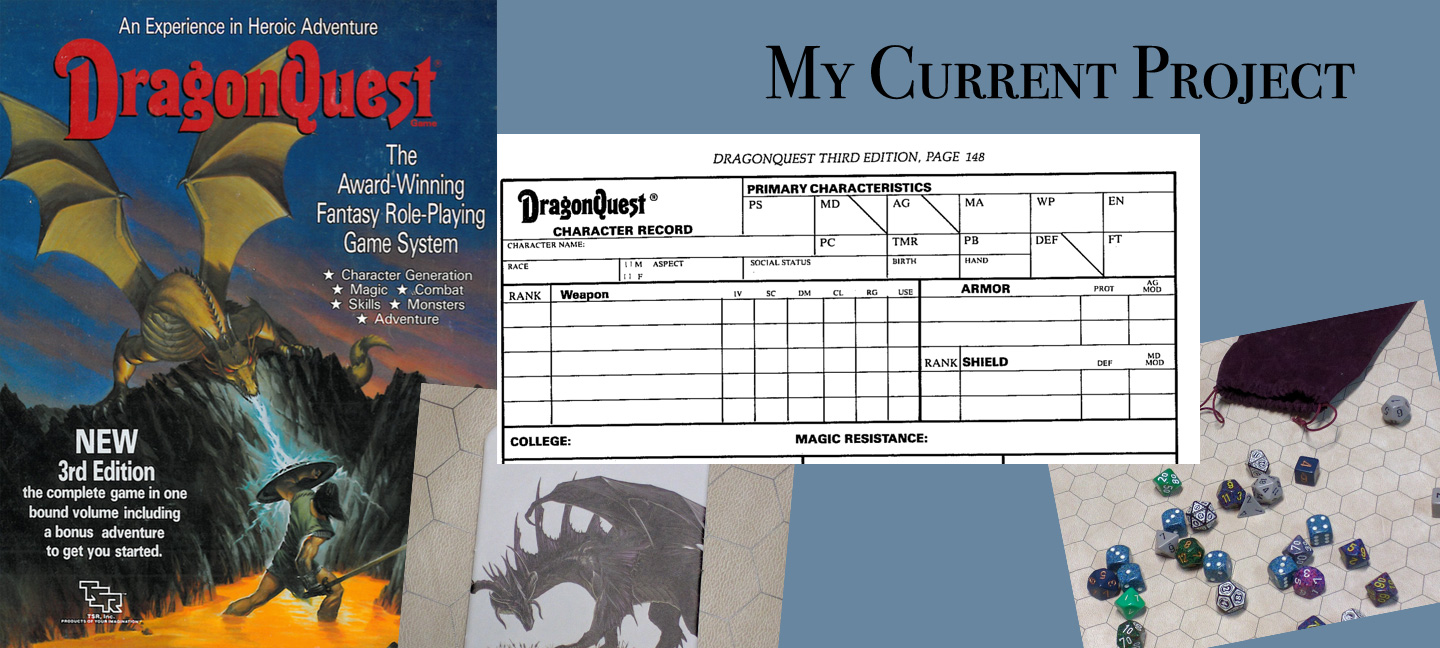 An Experience in Heroic Adventure
DragonQuest®
Game
The
Award-Winning
Fantasy Role-Playing
Game System
★ Character Generation
★ Magic ★ Combat
★ Skills ★ Monsters
★ Adventure
NEW
3rd Edition
the complete game in one
bound volume including
a bonus adventure
to get you started.
TSR
TSR, Inc.
PRODUCTS OF YOUR IMAGINATION
My Current Project
DRAGONQUEST THIRD EDITION, PAGE 148
DragonQuest®
CHARACTER RECORD
PRIMARY CHARACTERISTICS
PS MD AG MA WP EN
CHARACTER NAME: PC TMR PB DEF FT
RACE M F ASPECT SOCIAL STATUS BIRTH HAND
RANK Weapon IV SC DM CL RG USE ARMOR PROT AG MOD
RANK SHIELD DEF MD MOD
COLLEGE: MAGIC RESISTANCE: